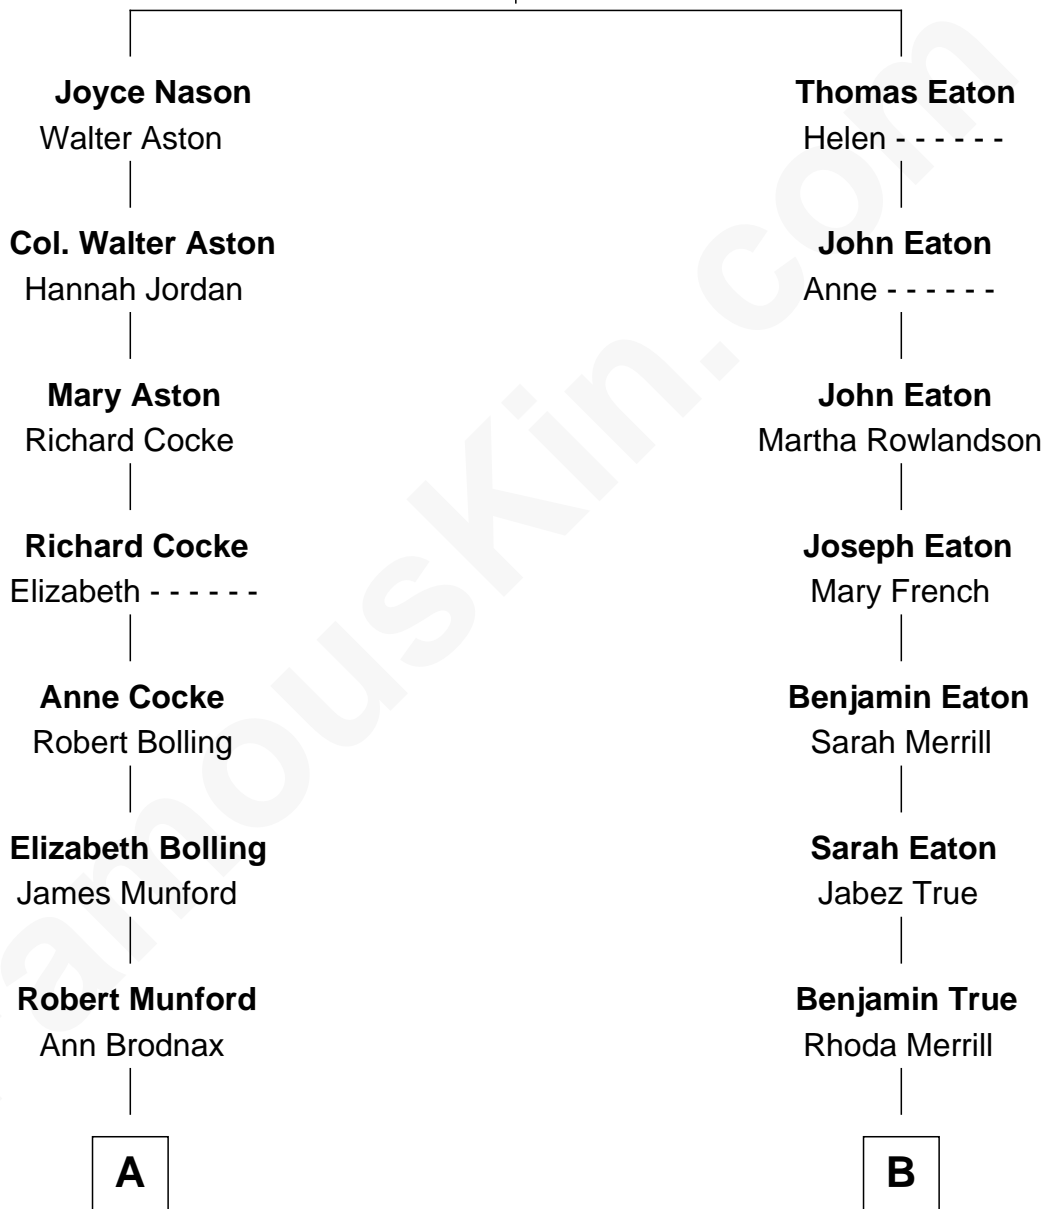 Joyce Nason
Walter Aston
Col. Walter Aston
Hannah Jordan
Mary Aston
Richard Cocke
Richard Cocke
Elizabeth - - - - - -
Anne Cocke
Robert Bolling
Elizabeth Bolling
James Munford
Robert Munford
Ann Brodnax
A
Thomas Eaton
Helen - - - - - -
John Eaton
Anne - - - - - -
John Eaton
Martha Rowlandson
Joseph Eaton
Mary French
Benjamin Eaton
Sarah Merrill
Sarah Eaton
Jabez True
Benjamin True
Rhoda Merrill
B
amouskin.com